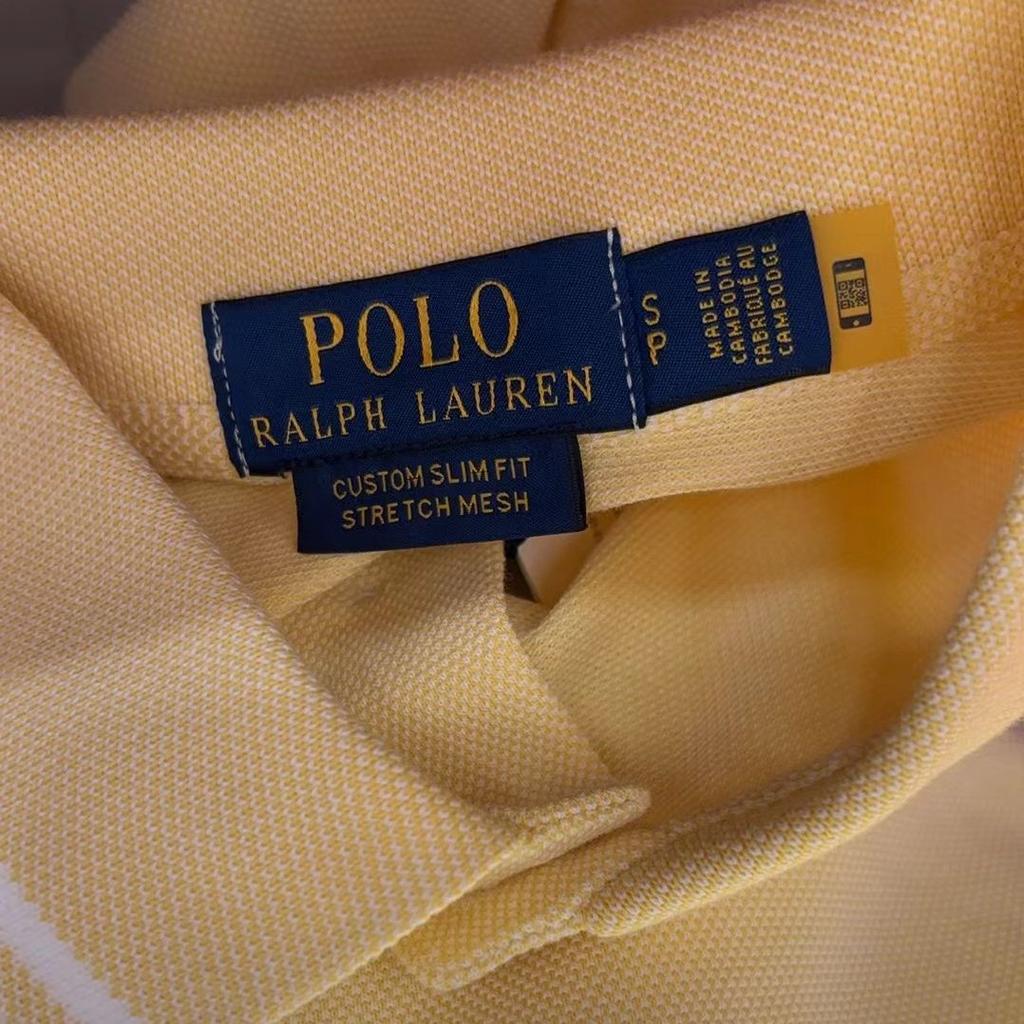 POLO
RALPH LAUREN
CUSTOM SLIM FIT
STRETCH MESH
S
P
MADE IN
CAMBODIA
FABRIQUÉ AU
CAMBODGE